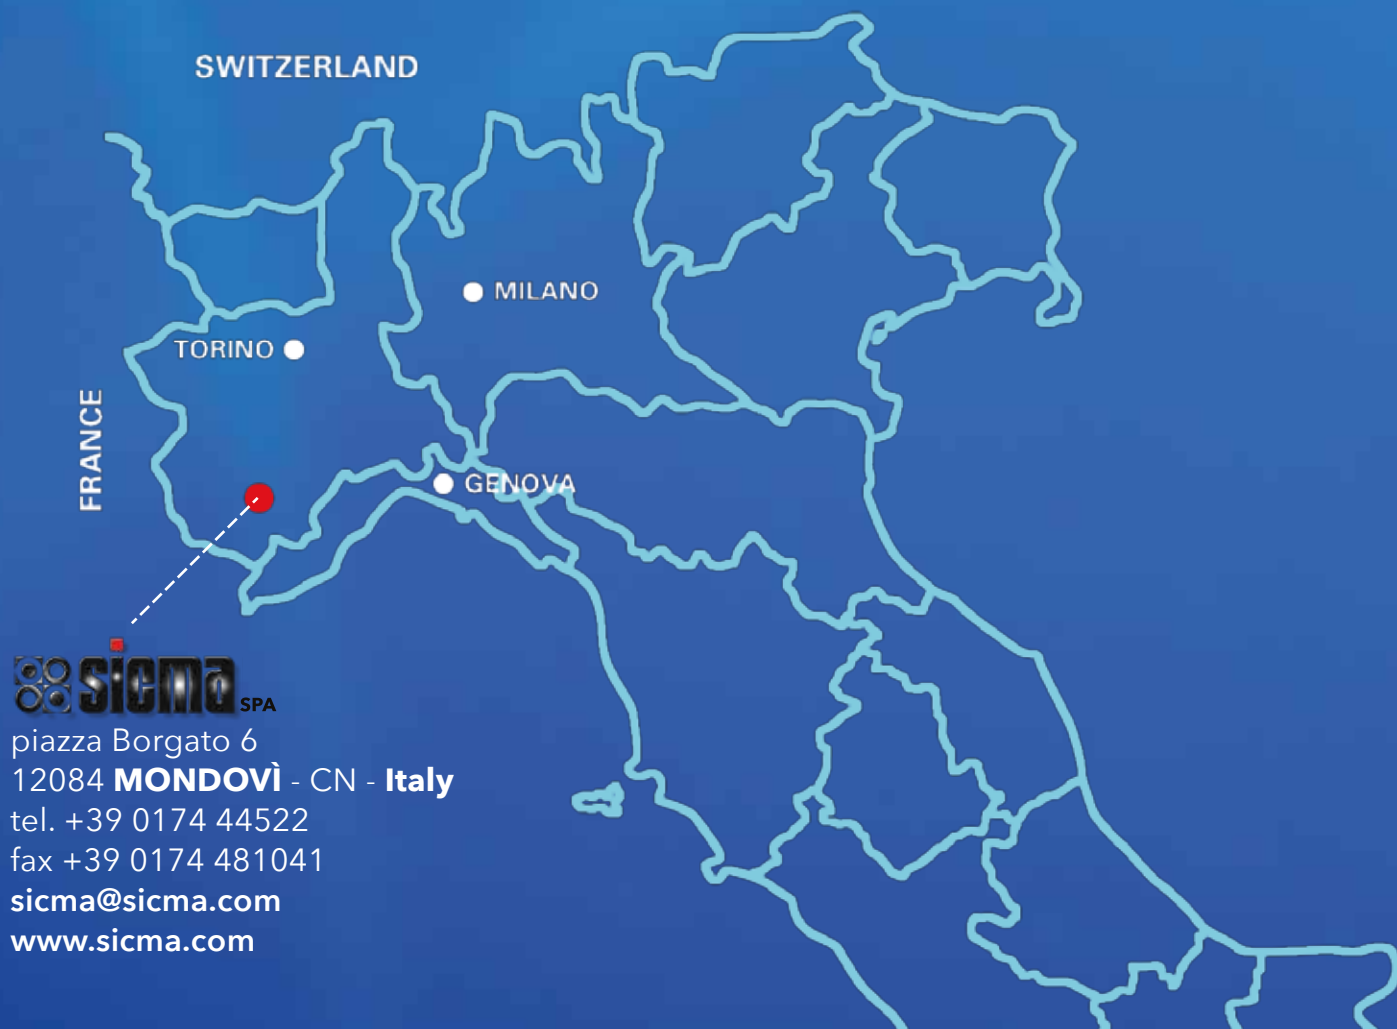 SWITZERLAND
MILANO
TORINO
FRANCE
GENOVA
sicma SPA
piazza Borgato 6
12084 MONDOVÌ - CN - Italy
tel. +39 0174 44522
fax +39 0174 481041
sicma@sicma.com
www.sicma.com